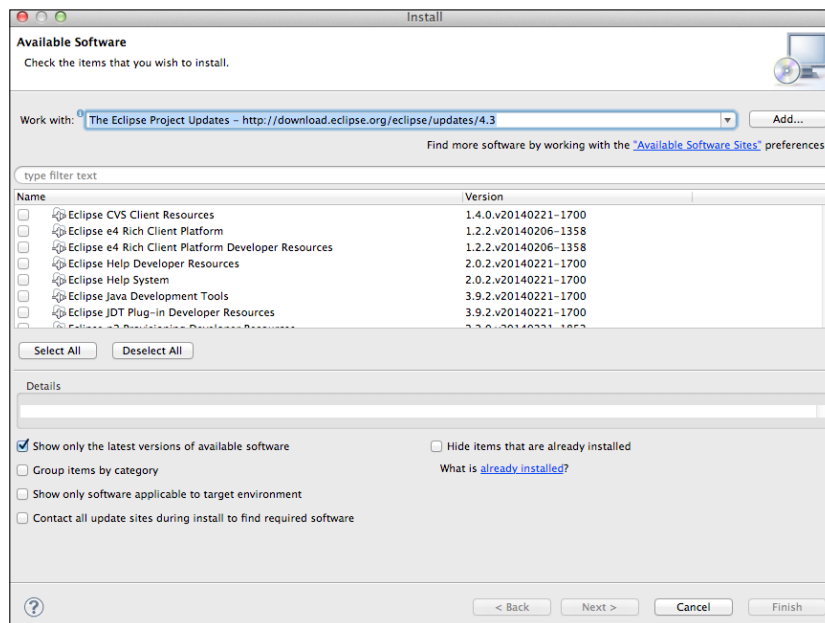 Install
Available Software
Check the items that you wish to install.
Work with: The Eclipse Project Updates – http://download.eclipse.org/eclipse/updates/4.3 Add...
Find more software by working with the "Available Software Sites" preferences
type filter text
Name Version
Eclipse CVS Client Resources 1.4.0.v20140221-1700
Eclipse e4 Rich Client Platform 1.2.2.v20140206-1358
Eclipse e4 Rich Client Platform Developer Resources 1.2.2.v20140206-1358
Eclipse Help Developer Resources 2.0.2.v20140221-1700
Eclipse Help System 2.0.2.v20140221-1700
Eclipse Java Development Tools 3.9.2.v20140221-1700
Eclipse JDT Plug-in Developer Resources 3.9.2.v20140221-1700
Eclipse p2 Provisioning Developer Resources
Select All Deselect All
Details
Show only the latest versions of available software Hide items that are already installed
Group items by category What is already installed?
Show only software applicable to target environment
Contact all update sites during install to find required software
? < Back Next > Cancel Finish